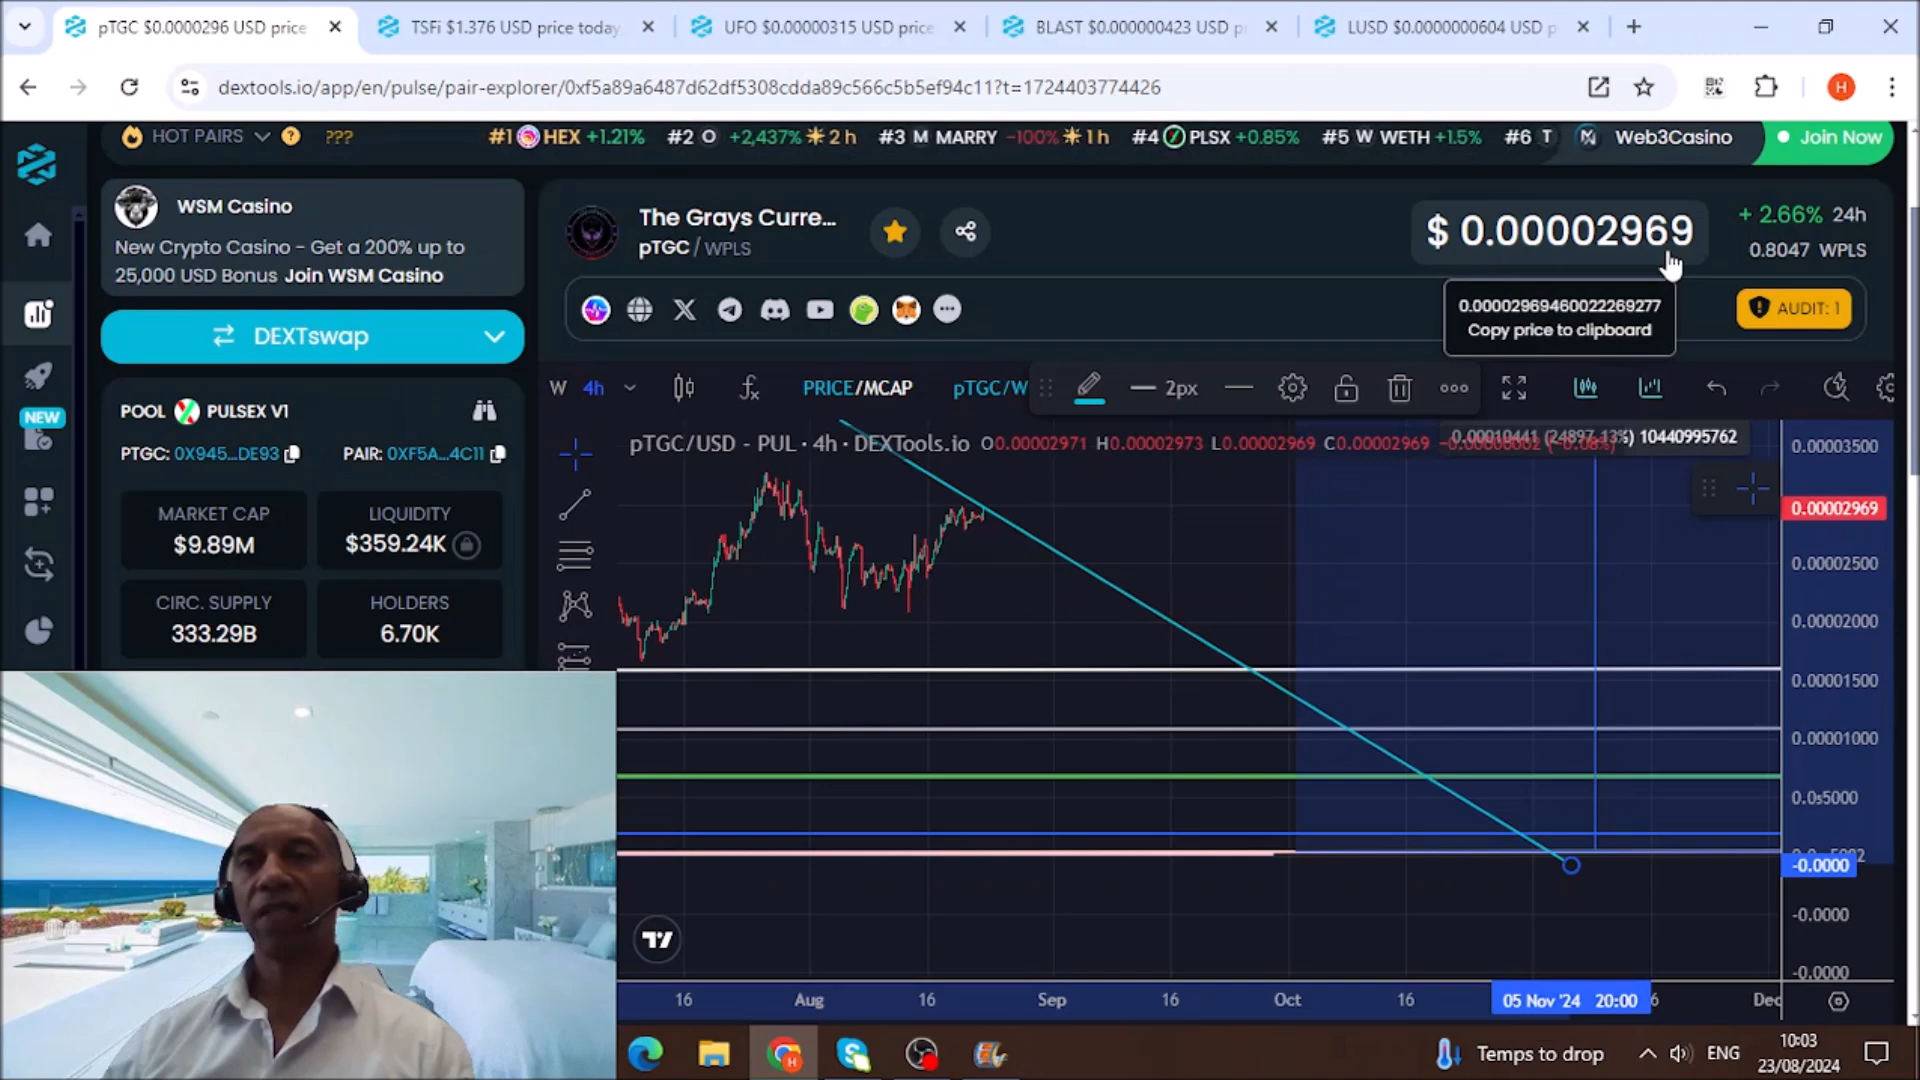 pTGC $0.0000296 USD price
TSFi $1.376 USD price today
UFO $0.00000315 USD price
BLAST $0.000000423 USD p
LUSD $0.0000000604 USD p
dextools.io/app/en/pulse/pair-explorer/0xf5a89a6487d62df5308cdda89c566c5b5ef94c11?t=1724403774426
H
HOT PAIRS ? ???
#1 HEX +1.21% #2 O +2,437% 2 h #3 M MARRY -100% 1 h #4 PLSX +0.85% #5 W WETH +1.5% #6 T
Web3Casino
Join Now
WSM Casino
New Crypto Casino - Get a 200% up to
25,000 USD Bonus Join WSM Casino
DEXTswap
POOL PULSEX V1
PTGC: 0X945...DE93 PAIR: 0XF5A...4C11
MARKET CAP
$9.89M
LIQUIDITY
$359.24K
CIRC. SUPPLY
333.29B
HOLDERS
6.70K
NEW
The Grays Curre...
pTGC / WPLS
$ 0.00002969
+ 2.66% 24h
0.8047 WPLS
0.00002969460022269277
Copy price to clipboard
AUDIT: 1
W 4h PRICE/MCAP pTGC/W 2px
pTGC/USD - PUL · 4h · DEXTools.io O0.00002971 H0.00002973 L0.00002969 C0.00002969
0.00010441 (24897.13%) 10440995762
0.00003500
0.00002969
0.00002500
0.00002000
0.00001500
0.00001000
0.0₅5000
-0.0000
-0.0000
-0.0000
16 Aug 16 Sep 16 Oct 16 05 Nov '24 20:00 6 Dec
Temps to drop
ENG
10:03
23/08/2024